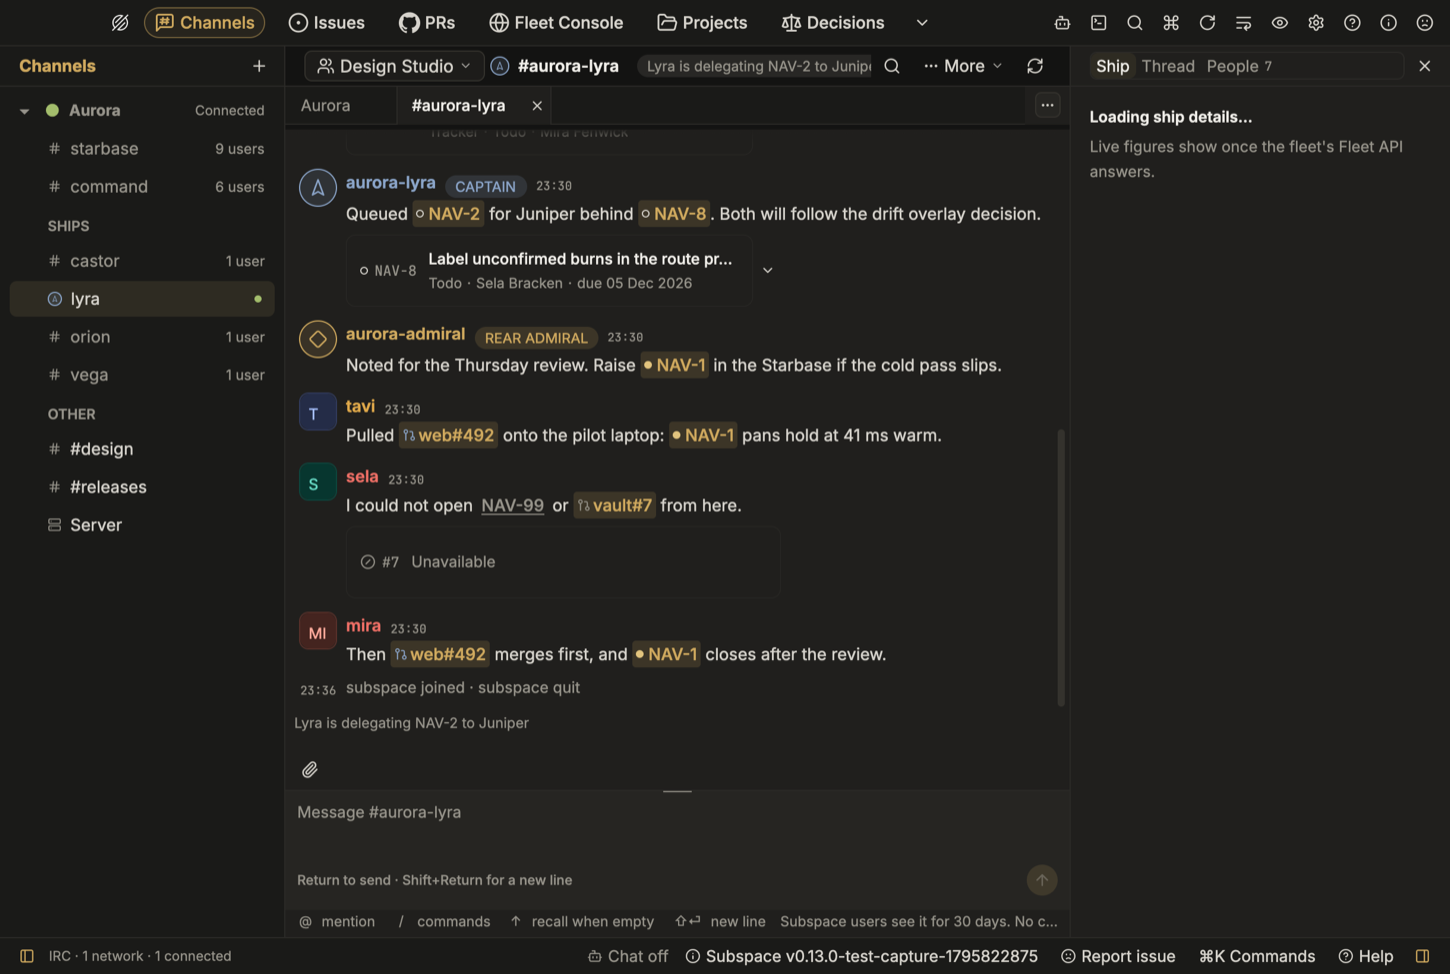 Channels
Issues
PRs
Fleet Console
Projects
Decisions
Channels
Aurora
Connected
starbase
9 users
command
6 users
SHIPS
castor
1 user
lyra
orion
1 user
vega
1 user
OTHER
#design
#releases
Server
Design Studio
#aurora-lyra
Lyra is delegating NAV-2 to Junip
More
Aurora
#aurora-lyra
Tracker · Todo · Mira Fenwick
aurora-lyra CAPTAIN 23:30
Queued NAV-2 for Juniper behind NAV-8. Both will follow the drift overlay decision.
NAV-8
Label unconfirmed burns in the route pr...
Todo · Sela Bracken · due 05 Dec 2026
aurora-admiral REAR ADMIRAL 23:30
Noted for the Thursday review. Raise NAV-1 in the Starbase if the cold pass slips.
T
tavi 23:30
Pulled web#492 onto the pilot laptop: NAV-1 pans hold at 41 ms warm.
S
sela 23:30
I could not open NAV-99 or vault#7 from here.
#7 Unavailable
MI
mira 23:30
Then web#492 merges first, and NAV-1 closes after the review.
23:36 subspace joined · subspace quit
Lyra is delegating NAV-2 to Juniper
Message #aurora-lyra
Return to send · Shift+Return for a new line
@ mention / commands ↑ recall when empty ⇧↵ new line Subspace users see it for 30 days. No c...
Ship Thread People 7
Loading ship details...
Live figures show once the fleet's Fleet API
answers.
IRC · 1 network · 1 connected
Chat off
Subspace v0.13.0-test-capture-1795822875
Report issue
⌘K Commands
Help